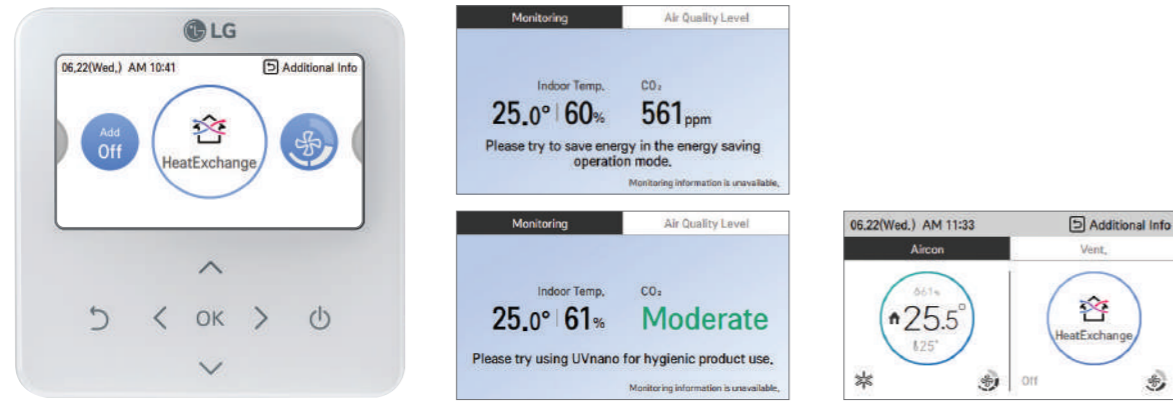 LG
06.22(Wed.) AM 10:41
Additional Info
Add
Off
HeatExchange
OK
Monitoring
Air Quality Level
Indoor Temp.
CO₂
25.0° 60%
561 ppm
Please try to save energy in the energy saving
operation mode.
Monitoring information is unavailable.
Monitoring
Air Quality Level
Indoor Temp.
CO₂
25.0° 61%
Moderate
Please try using UVnano for hygienic product use.
Monitoring information is unavailable.
06.22(Wed.) AM 11:33
Additional Info
Aircon
Vent.
61%
25.5°
25°
HeatExchange
Off